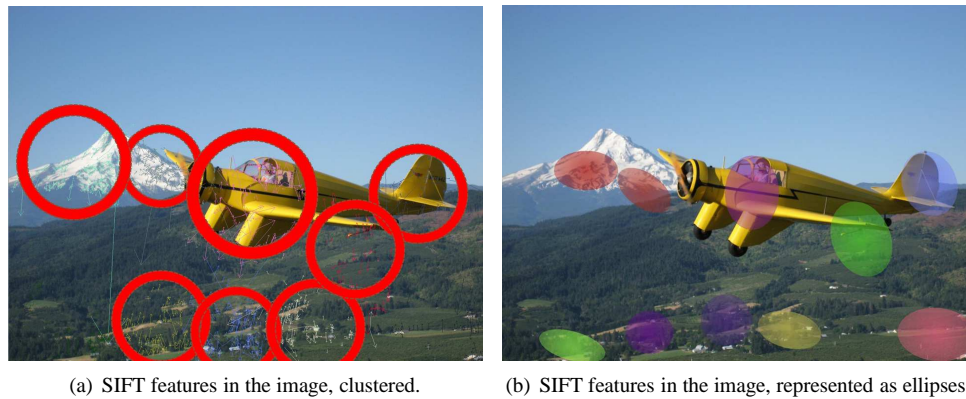 (a) SIFT features in the image, clustered.
(b) SIFT features in the image, represented as ellipses